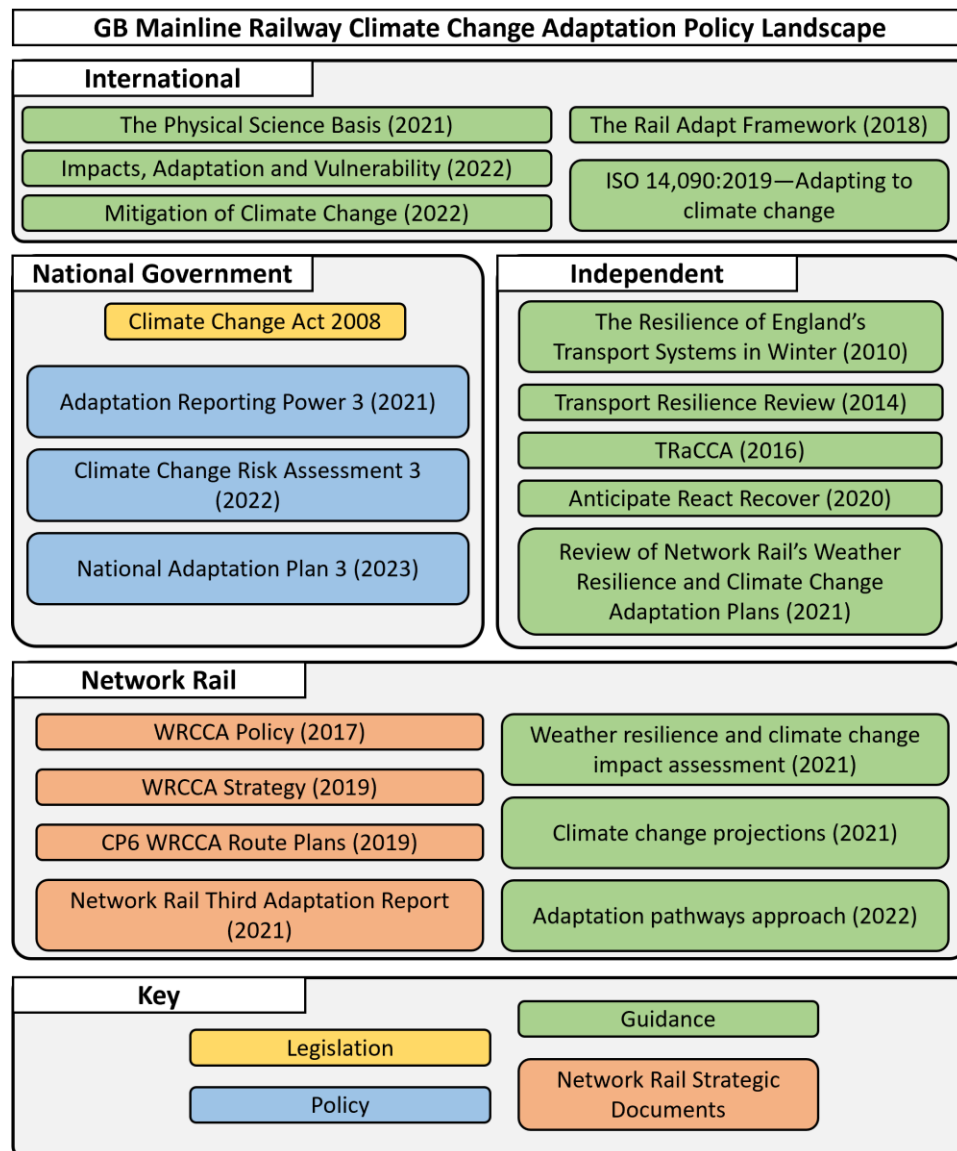 GB Mainline Railway Climate Change Adaptation Policy Landscape
International
The Physical Science Basis (2021)
Impacts, Adaptation and Vulnerability (2022)
Mitigation of Climate Change (2022)
The Rail Adapt Framework (2018)
ISO 14,090:2019—Adapting to
climate change
National Government
Climate Change Act 2008
Adaptation Reporting Power 3 (2021)
Climate Change Risk Assessment 3
(2022)
National Adaptation Plan 3 (2023)
Independent
The Resilience of England’s
Transport Systems in Winter (2010)
Transport Resilience Review (2014)
TRaCCA (2016)
Anticipate React Recover (2020)
Review of Network Rail’s Weather
Resilience and Climate Change
Adaptation Plans (2021)
Network Rail
WRCCA Policy (2017)
WRCCA Strategy (2019)
CP6 WRCCA Route Plans (2019)
Network Rail Third Adaptation Report
(2021)
Weather resilience and climate change
impact assessment (2021)
Climate change projections (2021)
Adaptation pathways approach (2022)
Key
Legislation
Policy
Guidance
Network Rail Strategic
Documents